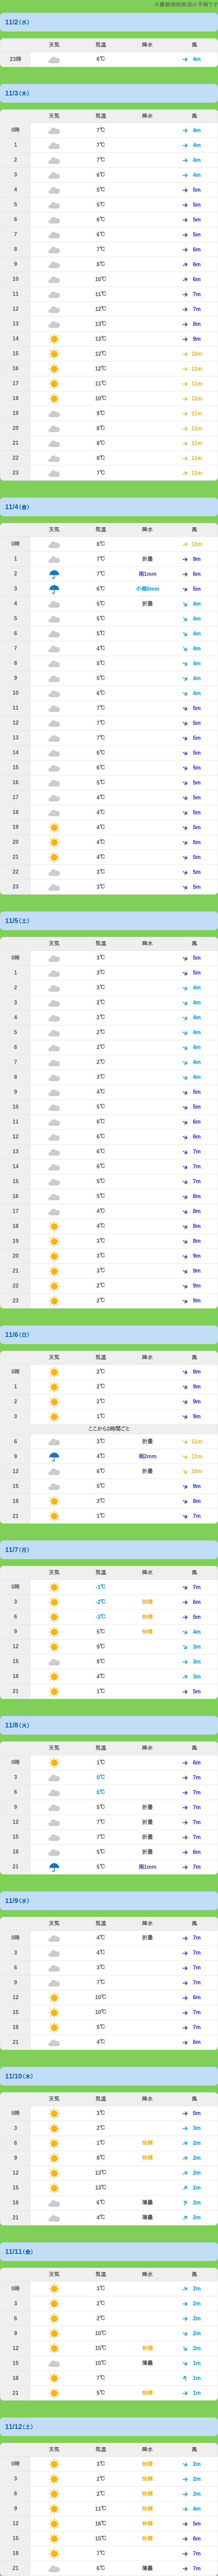 ※鷹巣梅松田城の予報です
11/2(水)
天気 気温 降水 風
23時 6℃ 4m
11/3(木)
天気 気温 降水 風
0時 7℃ 4m
1 7℃ 4m
2 7℃ 4m
3 6℃ 4m
4 5℃ 5m
5 5℃ 5m
6 6℃ 5m
7 6℃ 5m
8 7℃ 6m
9 8℃ 6m
10 10℃ 6m
11 11℃ 7m
12 12℃ 7m
13 13℃ 8m
14 13℃ 9m
15 12℃ 10m
16 12℃ 11m
17 11℃ 11m
18 10℃ 12m
19 9℃ 11m
20 8℃ 11m
21 8℃ 11m
22 8℃ 11m
23 7℃ 11m
11/4(金)
天気 気温 降水 風
0時 8℃ 12m
1 7℃ 折曇 9m
2 7℃ 雨1mm 6m
3 6℃ 小雨0mm 5m
4 5℃ 折曇 4m
5 5℃ 4m
6 5℃ 4m
7 4℃ 4m
8 5℃ 4m
9 5℃ 4m
10 6℃ 4m
11 7℃ 5m
12 7℃ 5m
13 7℃ 5m
14 6℃ 5m
15 6℃ 5m
16 5℃ 5m
17 4℃ 5m
18 4℃ 5m
19 4℃ 5m
20 4℃ 5m
21 4℃ 5m
22 3℃ 5m
23 3℃ 5m
11/5(土)
天気 気温 降水 風
0時 3℃ 5m
1 3℃ 5m
2 3℃ 4m
3 2℃ 4m
4 2℃ 4m
5 2℃ 4m
6 2℃ 4m
7 2℃ 4m
8 3℃ 4m
9 4℃ 5m
10 5℃ 5m
11 6℃ 6m
12 6℃ 6m
13 6℃ 7m
14 6℃ 7m
15 5℃ 7m
16 5℃ 8m
17 4℃ 8m
18 4℃ 8m
19 3℃ 8m
20 3℃ 9m
21 3℃ 9m
22 2℃ 9m
23 2℃ 9m
11/6(日)
天気 気温 降水 風
0時 2℃ 9m
1 2℃ 9m
2 2℃ 9m
3 1℃ 9m
ここから3時間ごと
6 3℃ 折曇 11m
9 4℃ 雨2mm 11m
12 6℃ 折曇 10m
15 5℃ 9m
18 3℃ 8m
21 1℃ 7m
11/7(月)
天気 気温 降水 風
0時 -1℃ 7m
3 -2℃ 快晴 6m
6 -3℃ 快晴 5m
9 5℃ 快晴 4m
12 9℃ 3m
15 9℃ 3m
18 4℃ 3m
21 1℃ 5m
11/8(火)
天気 気温 降水 風
0時 1℃ 6m
3 0℃ 7m
6 0℃ 7m
9 5℃ 折曇 7m
12 7℃ 折曇 7m
15 7℃ 折曇 7m
18 5℃ 折曇 6m
21 5℃ 雨1mm 7m
11/9(水)
天気 気温 降水 風
0時 4℃ 折曇 7m
3 4℃ 7m
6 3℃ 7m
9 7℃ 7m
12 10℃ 6m
15 10℃ 7m
18 5℃ 7m
21 4℃ 6m
11/10(木)
天気 気温 降水 風
0時 3℃ 5m
3 2℃ 3m
6 1℃ 快晴 2m
9 8℃ 快晴 2m
12 13℃ 2m
15 13℃ 2m
18 6℃ 薄曇 2m
21 4℃ 薄曇 2m
11/11(金)
天気 気温 降水 風
0時 3℃ 2m
3 2℃ 2m
6 2℃ 2m
9 10℃ 2m
12 15℃ 快晴 2m
15 15℃ 薄曇 1m
18 7℃ 1m
21 5℃ 快晴 1m
11/12(土)
天気 気温 降水 風
0時 3℃ 快晴 2m
3 2℃ 快晴 2m
6 2℃ 快晴 2m
9 11℃ 快晴 4m
12 16℃ 快晴 5m
15 15℃ 快晴 6m
18 7℃ 7m
21 6℃ 薄曇 7m